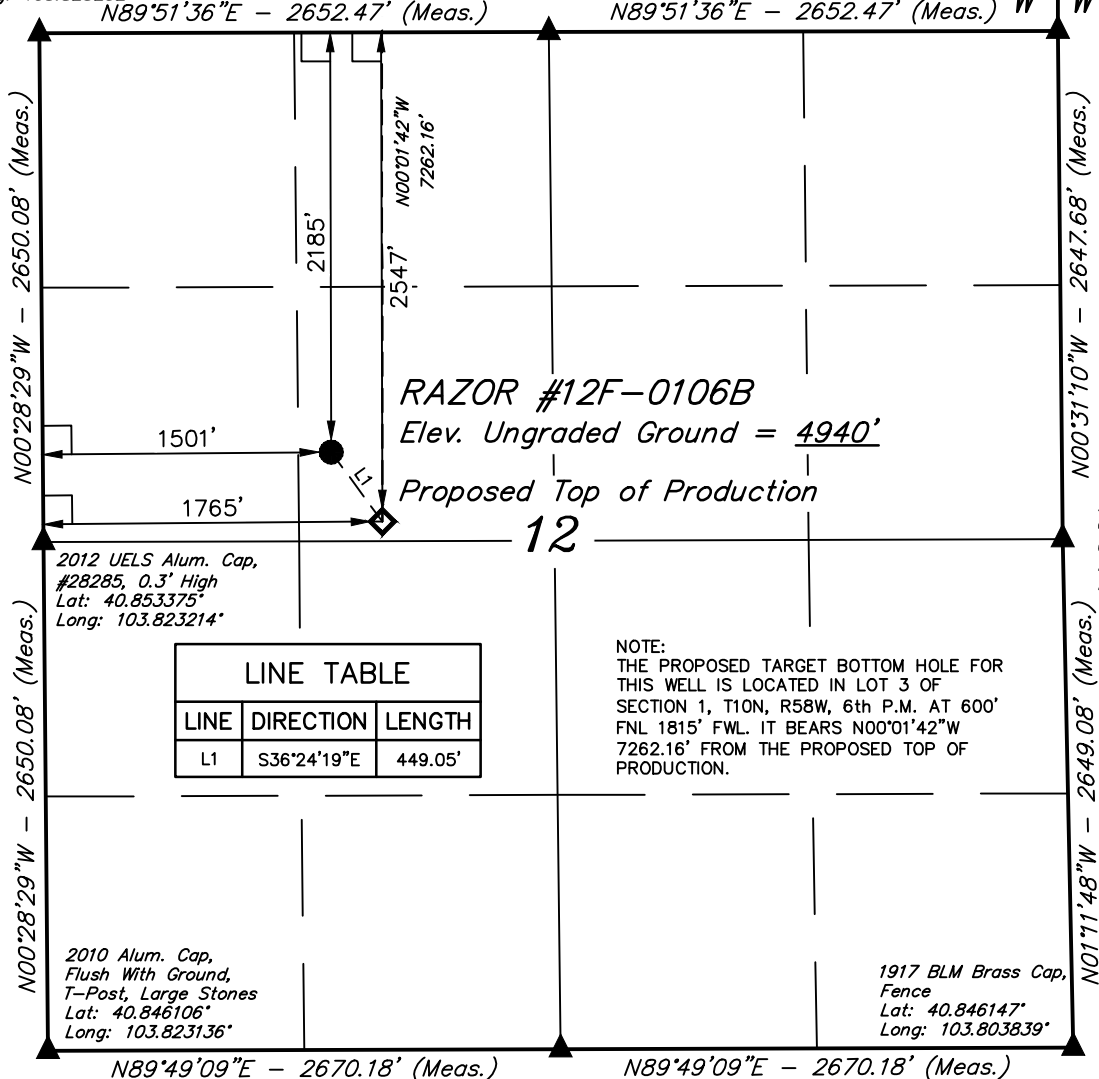 N89°51'36"E - 2652.47' (Meas.)
N89°51'36"E - 2652.47' (Meas.)
W W
N00°28'29"W - 2650.08' (Meas.)
N00°01'42"W
7262.16'
2185'
2547'
N00°31'10"W - 2647.68' (Meas.)
RAZOR #12F-0106B
Elev. Ungraded Ground = 4940'
1501'
L1
Proposed Top of Production
1765'
12
2012 UELS Alum. Cap,
#28285, 0.3' High
Lat: 40.853375°
Long: 103.823214°
N00°28'29"W - 2650.08' (Meas.)
LINE TABLE
LINE DIRECTION LENGTH
L1 S36°24'19"E 449.05'
NOTE:
THE PROPOSED TARGET BOTTOM HOLE FOR
THIS WELL IS LOCATED IN LOT 3 OF
SECTION 1, T10N, R58W, 6th P.M. AT 600'
FNL 1815' FWL. IT BEARS N00°01'42"W
7262.16' FROM THE PROPOSED TOP OF
PRODUCTION.
N01°11'48"W - 2649.08' (Meas.)
2010 Alum. Cap,
Flush With Ground,
T-Post, Large Stones
Lat: 40.846106°
Long: 103.823136°
1917 BLM Brass Cap,
Fence
Lat: 40.846147°
Long: 103.803839°
N89°49'09"E - 2670.18' (Meas.)
N89°49'09"E - 2670.18' (Meas.)